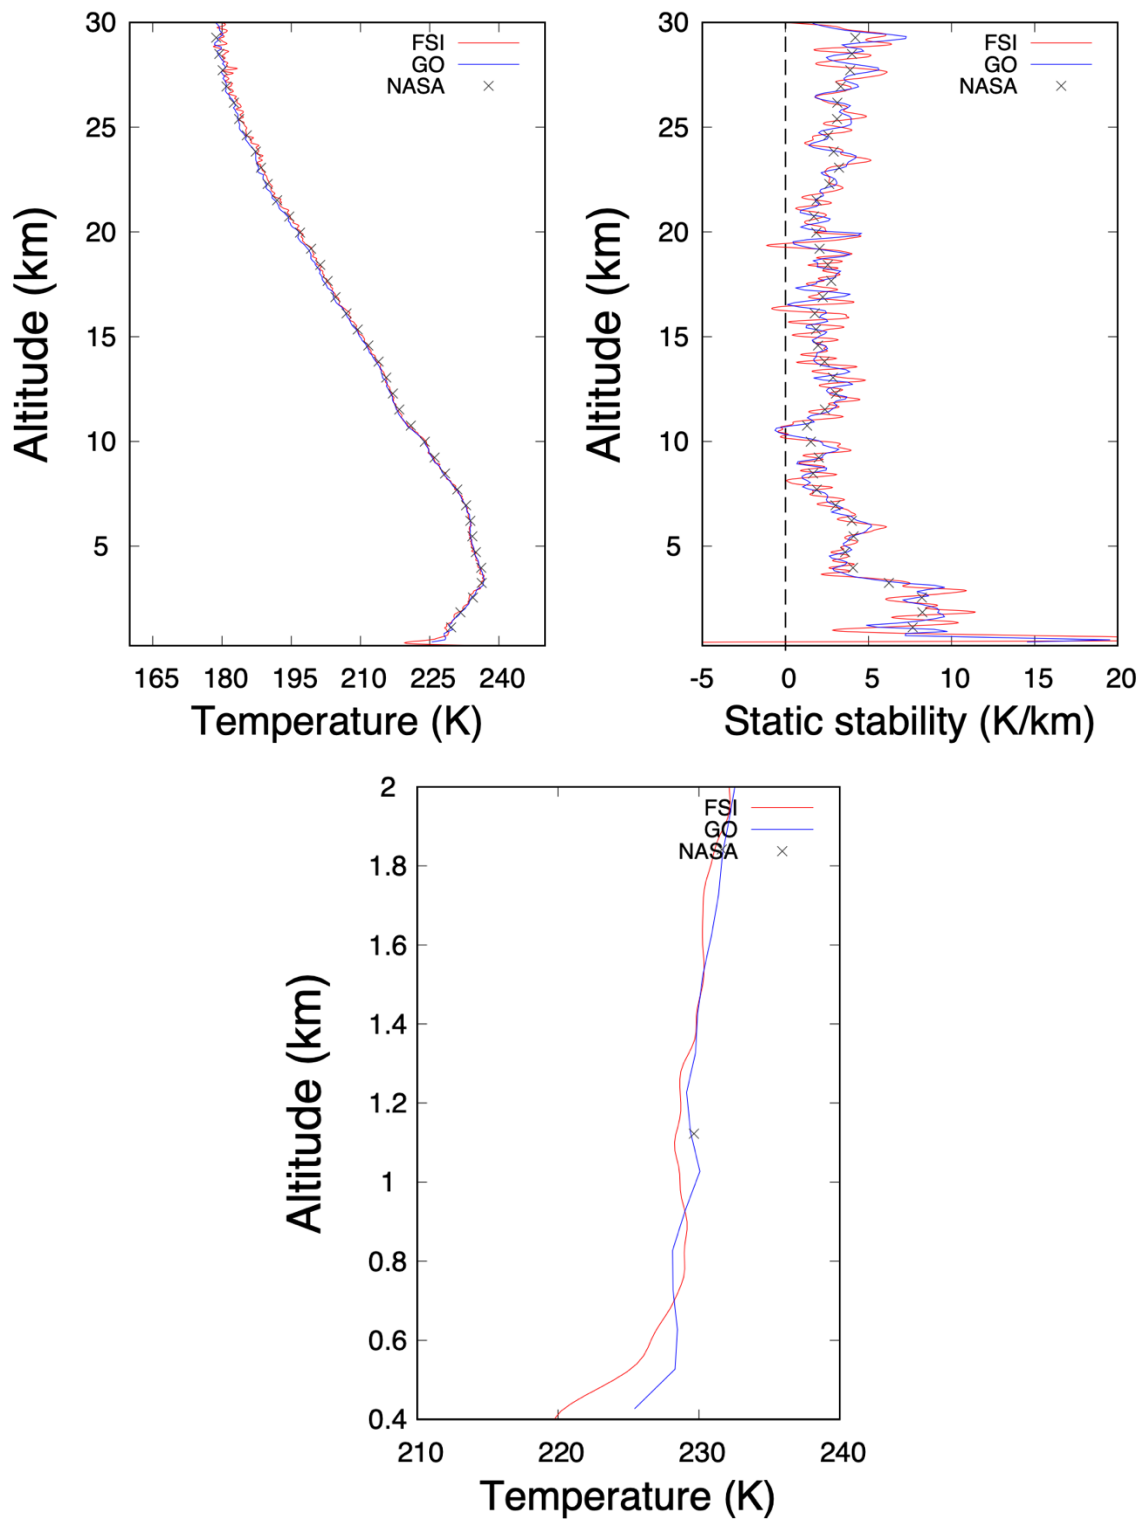 30
25
20
15
10
5
Altitude (km)
FSI
GO
NASA
165 180 195 210 225 240
Temperature (K)
30
25
20
15
10
5
Altitude (km)
FSI
GO
NASA
-5 0 5 10 15 20
Static stability (K/km)
2
1.8
1.6
1.4
1.2
1
0.8
0.6
0.4
Altitude (km)
FSI
GO
NASA
210 220 230 240
Temperature (K)